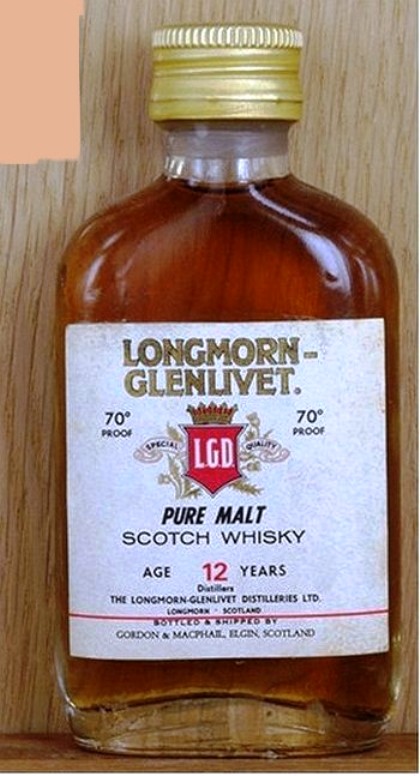 LONGMORN-
GLENLIVET.
70° 70°
PROOF PROOF
SPECIAL L.G.D QUALITY
PURE MALT
SCOTCH WHISKY
AGE 12 YEARS
Distillers
THE LONGMORN-GLENLIVET DISTILLERIES LTD.
LONGMORN · SCOTLAND
BOTTLED & SHIPPED BY
GORDON & MACPHAIL, ELGIN, SCOTLAND